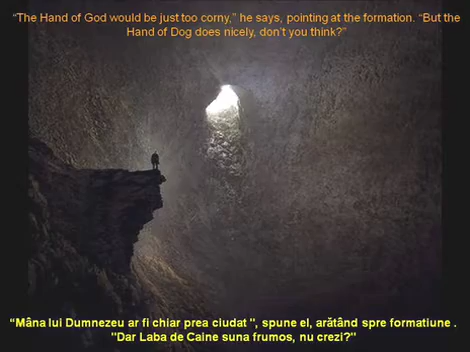 “The Hand of God would be just too corny,” he says, pointing at the formation. “But the
Hand of Dog does nicely, don’t you think?”
“Mâna lui Dumnezeu ar fi chiar prea ciudat ", spune el, arătând spre formatiune .
"Dar Laba de Caine suna frumos, nu crezi?"